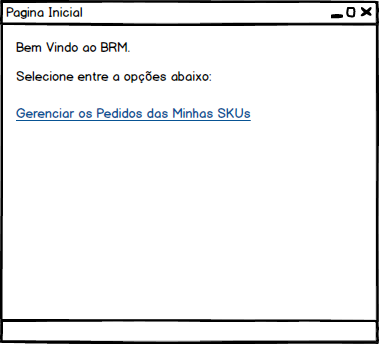 Pagina Inicial
Bem Vindo ao BRM.
Selecione entre a opções abaixo:
Gerenciar os Pedidos das Minhas SKUs